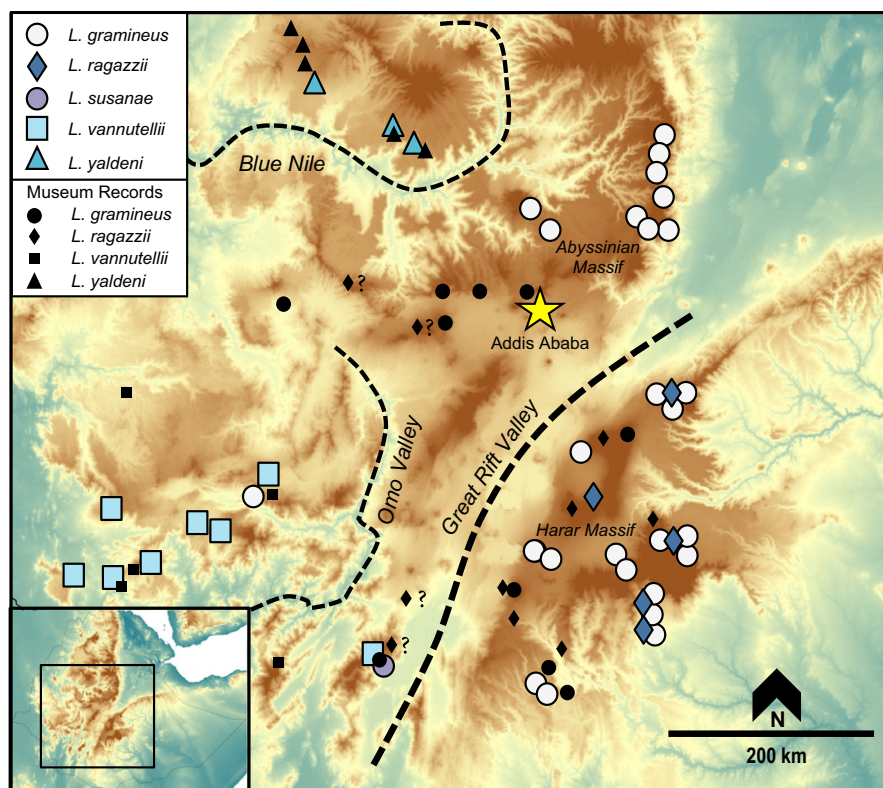 L. gramineus
L. ragazzii
L. susanae
L. vannutellii
L. yaldeni
Museum Records
L. gramineus
L. ragazzii
L. vannutellii
L. yaldeni
Blue Nile
Abyssinian
Massif
?
?
Addis Ababa
Omo Valley
Great Rift Valley
Harar Massif
?
?
N
200 km